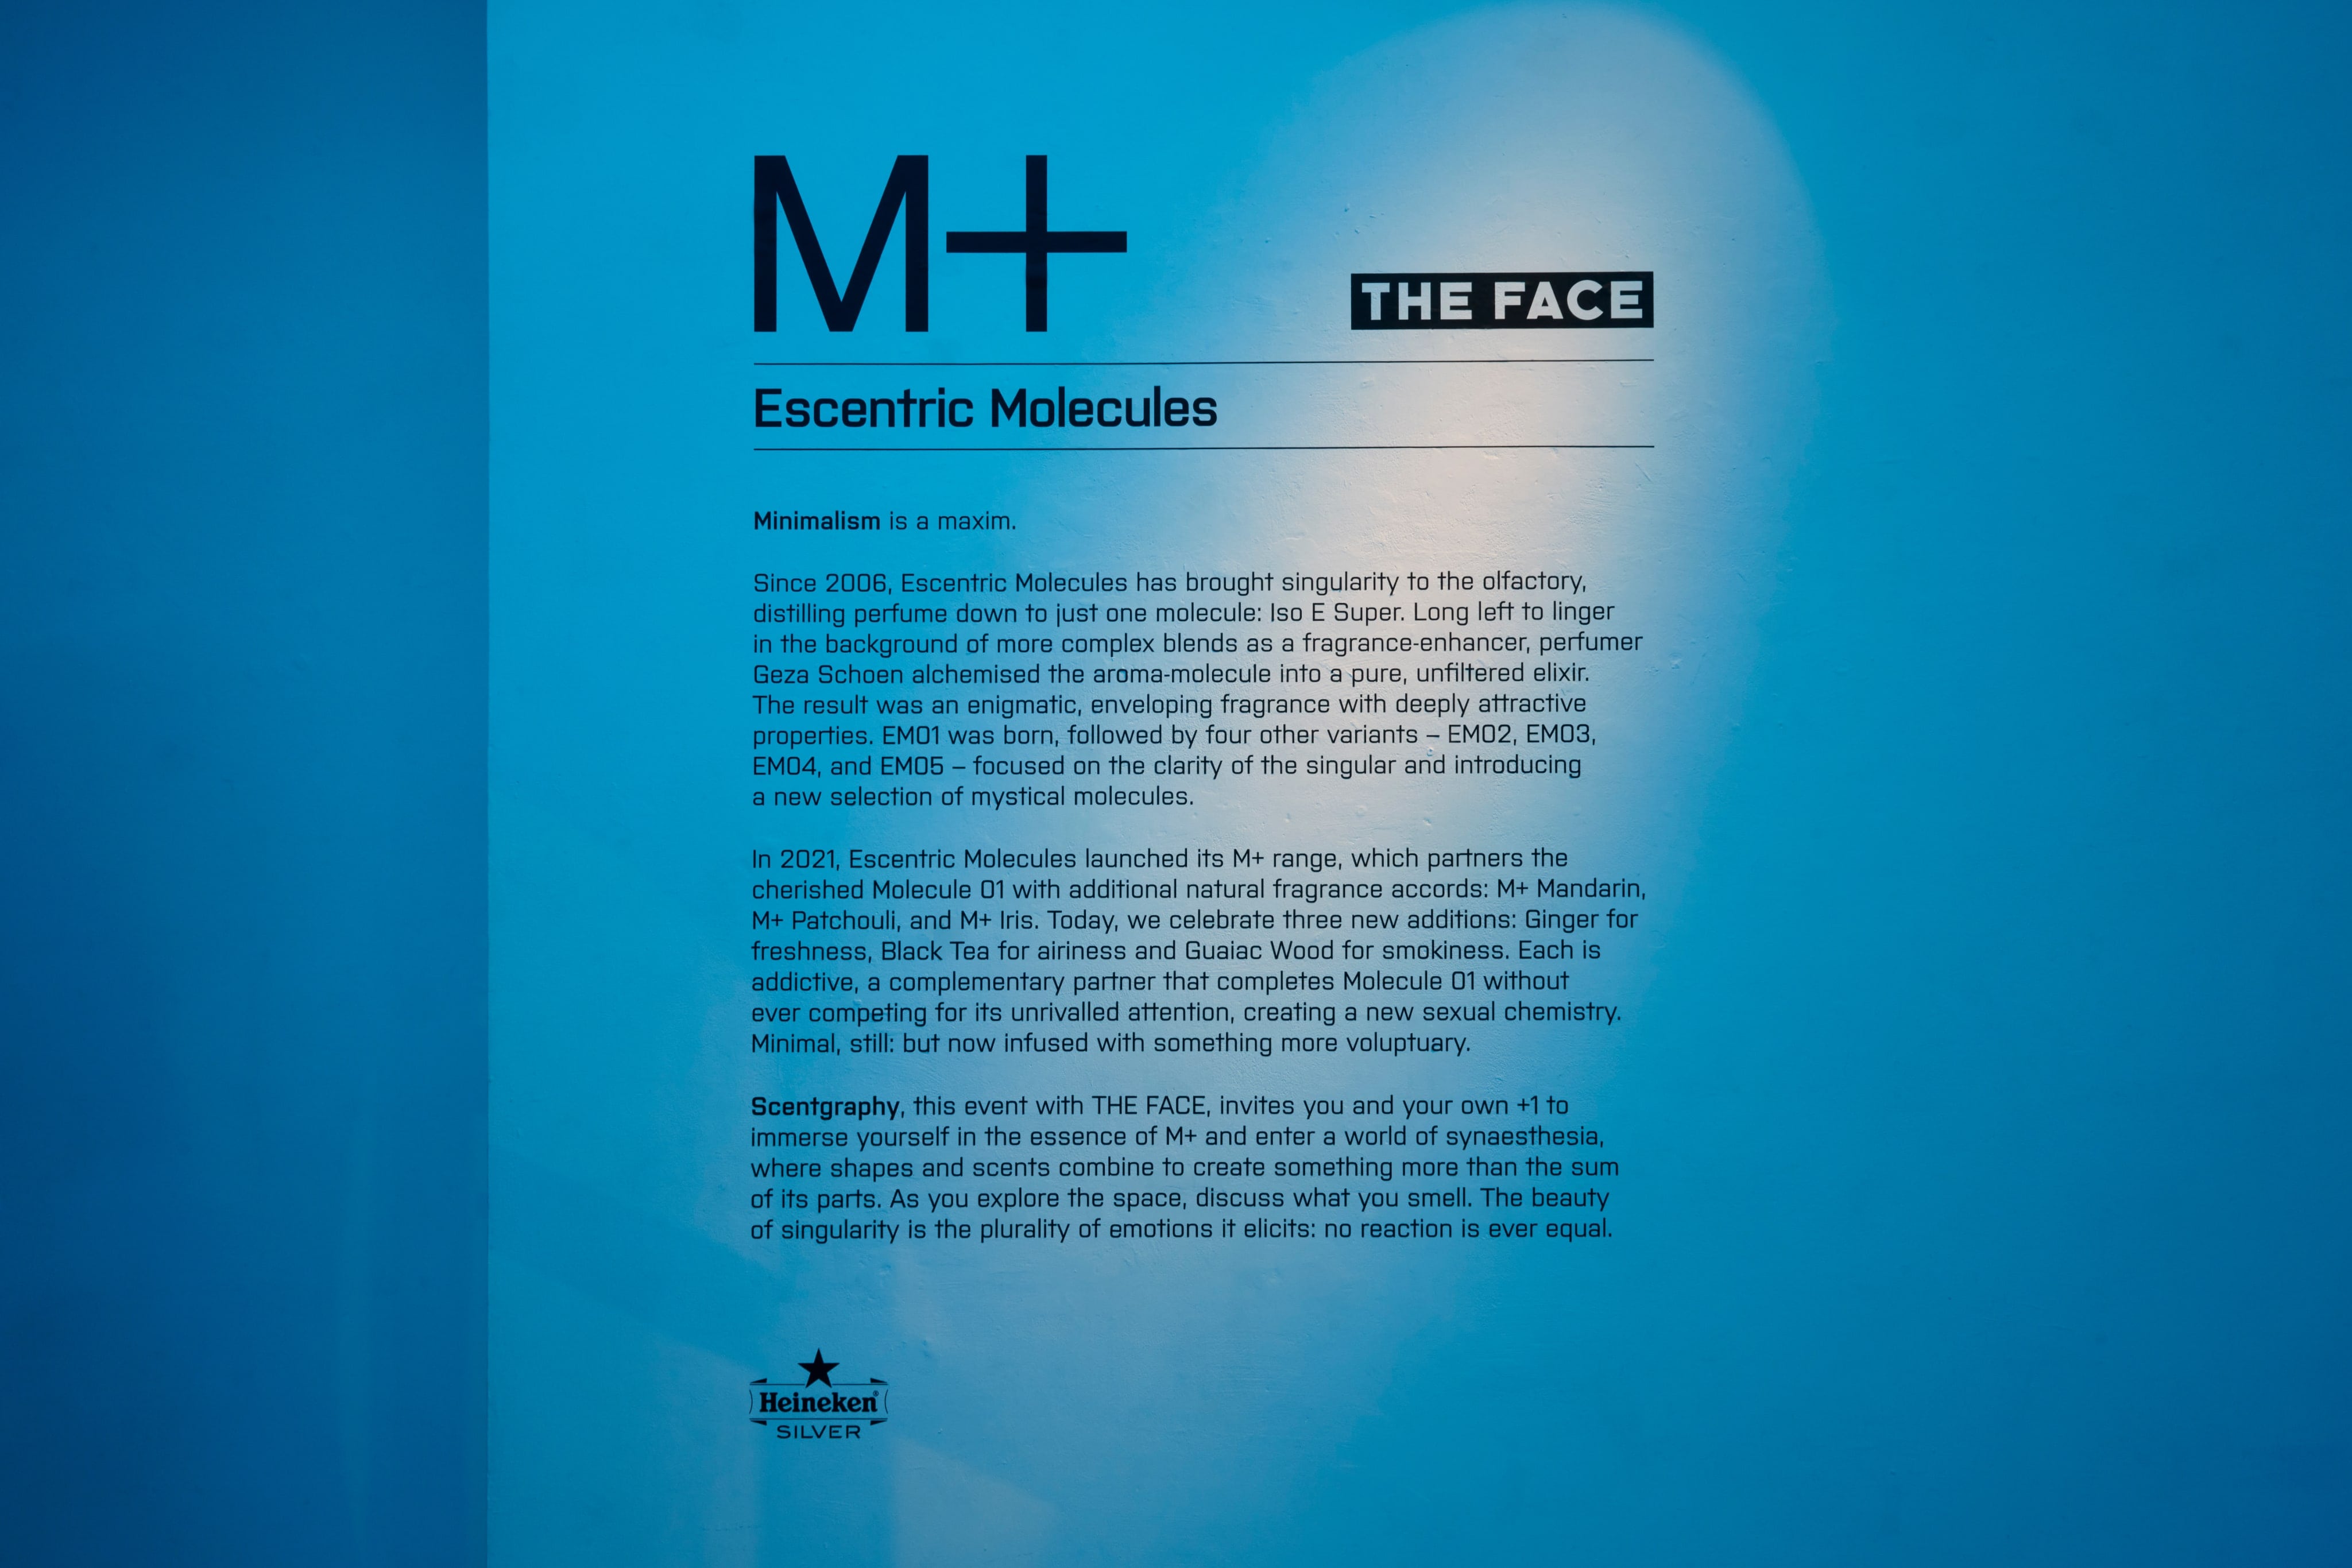 M+
THE FACE
Escentric Molecules
Minimalism is a maxim.
Since 2006, Escentric Molecules has brought singularity to the olfactory,
distilling perfume down to just one molecule: Iso E Super. Long left to linger
in the background of more complex blends as a fragrance-enhancer, perfumer
Geza Schoen alchemised the aroma-molecule into a pure, unfiltered elixir.
The result was an enigmatic, enveloping fragrance with deeply attractive
properties. EM01 was born, followed by four other variants – EM02, EM03,
EM04, and EM05 – focused on the clarity of the singular and introducing
a new selection of mystical molecules.
In 2021, Escentric Molecules launched its M+ range, which partners the
cherished Molecule 01 with additional natural fragrance accords: M+ Mandarin,
M+ Patchouli, and M+ Iris. Today, we celebrate three new additions: Ginger for
freshness, Black Tea for airiness and Guaiac Wood for smokiness. Each is
addictive, a complementary partner that completes Molecule 01 without
ever competing for its unrivalled attention, creating a new sexual chemistry.
Minimal, still: but now infused with something more voluptuary.
Scentgraphy, this event with THE FACE, invites you and your own +1 to
immerse yourself in the essence of M+ and enter a world of synaesthesia,
where shapes and scents combine to create something more than the sum
of its parts. As you explore the space, discuss what you smell. The beauty
of singularity is the plurality of emotions it elicits: no reaction is ever equal.
Heineken®
SILVER